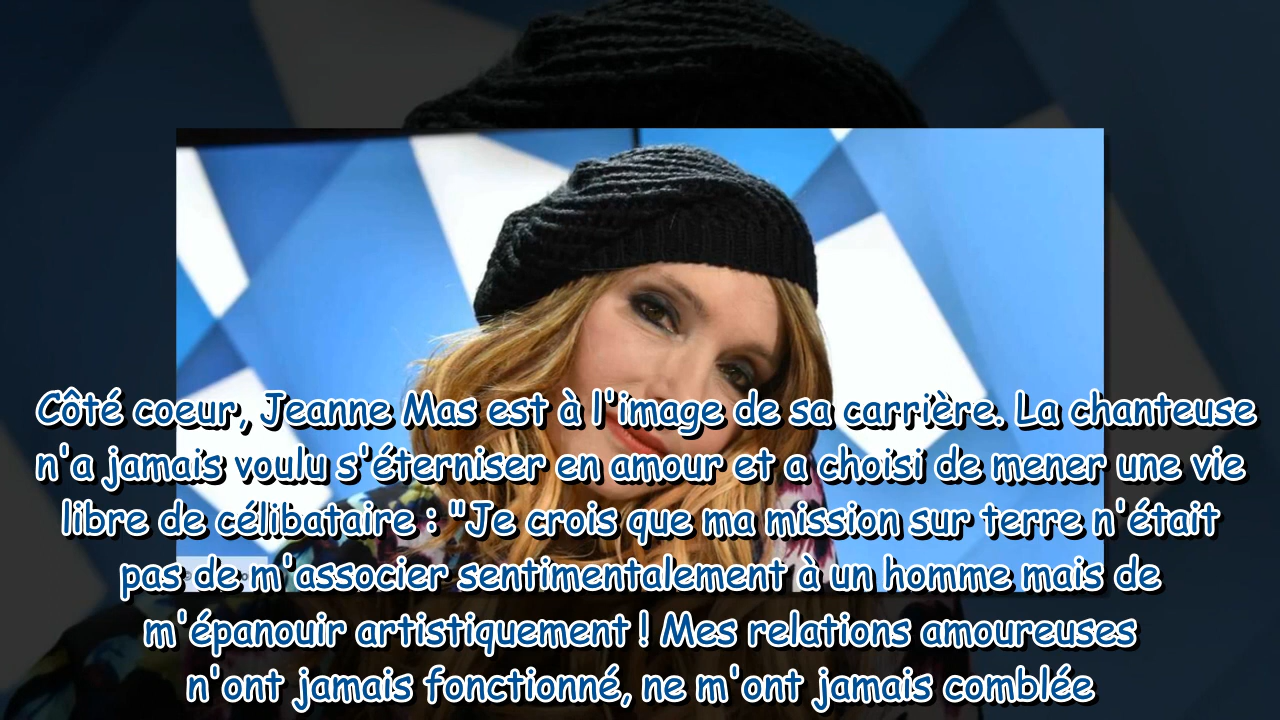 Côté coeur, Jeanne Mas est à l'image de sa carrière. La chanteuse
n'a jamais voulu s'éterniser en amour et a choisi de mener une vie
libre de célibataire : "Je crois que ma mission sur terre n'était
pas de m'associer sentimentalement à un homme mais de
m'épanouir artistiquement ! Mes relations amoureuses
n'ont jamais fonctionné, ne m'ont jamais comblée